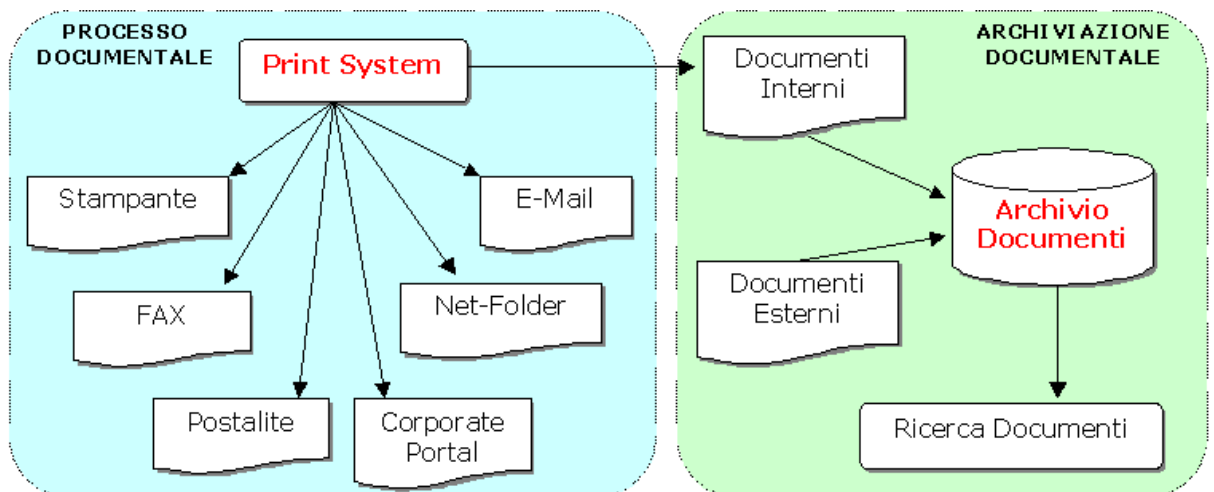 PROCESSO
DOCUMENTALE
Print System
Stampante
E-Mail
FAX
Net-Folder
Postalite
Corporate
Portal
ARCHIVIAZIONE
DOCUMENTALE
Documenti
Interni
Archivio
Documenti
Documenti
Esterni
Ricerca Documenti